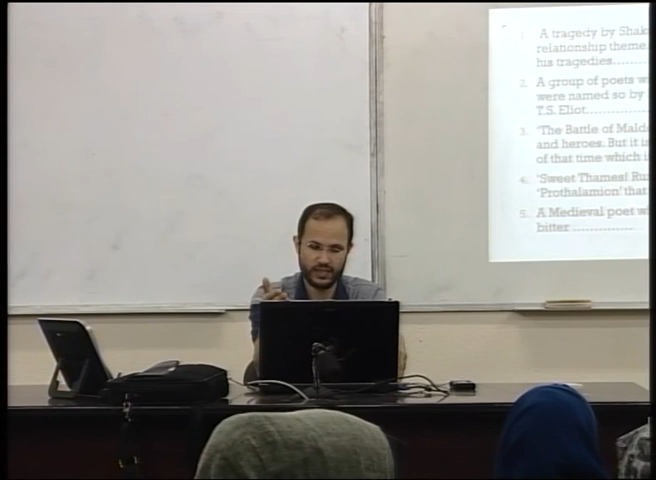 1. A tragedy by Shak
relationship theme.
his tragedies..........
2. A group of poets w
were named so by
T.S. Eliot................
3. 'The Battle of Mald
and heroes. But it is
of that time which i
4. 'Sweet Thames! Ru
'Prothalamion' that
5. A Medieval poet w
bitter ................